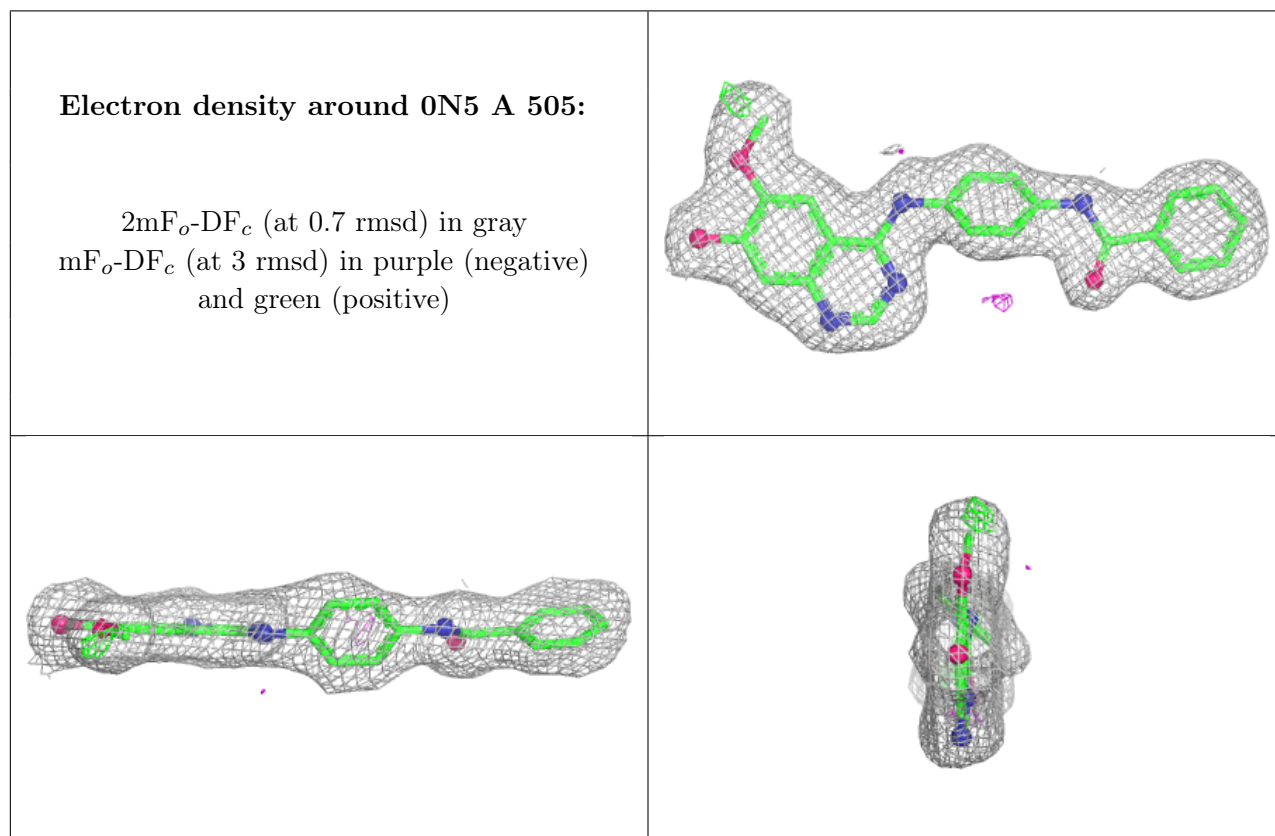 Electron density around 0N5 A 505:
2mFo-DFc (at 0.7 rmsd) in gray
mFo-DFc (at 3 rmsd) in purple (negative)
and green (positive)